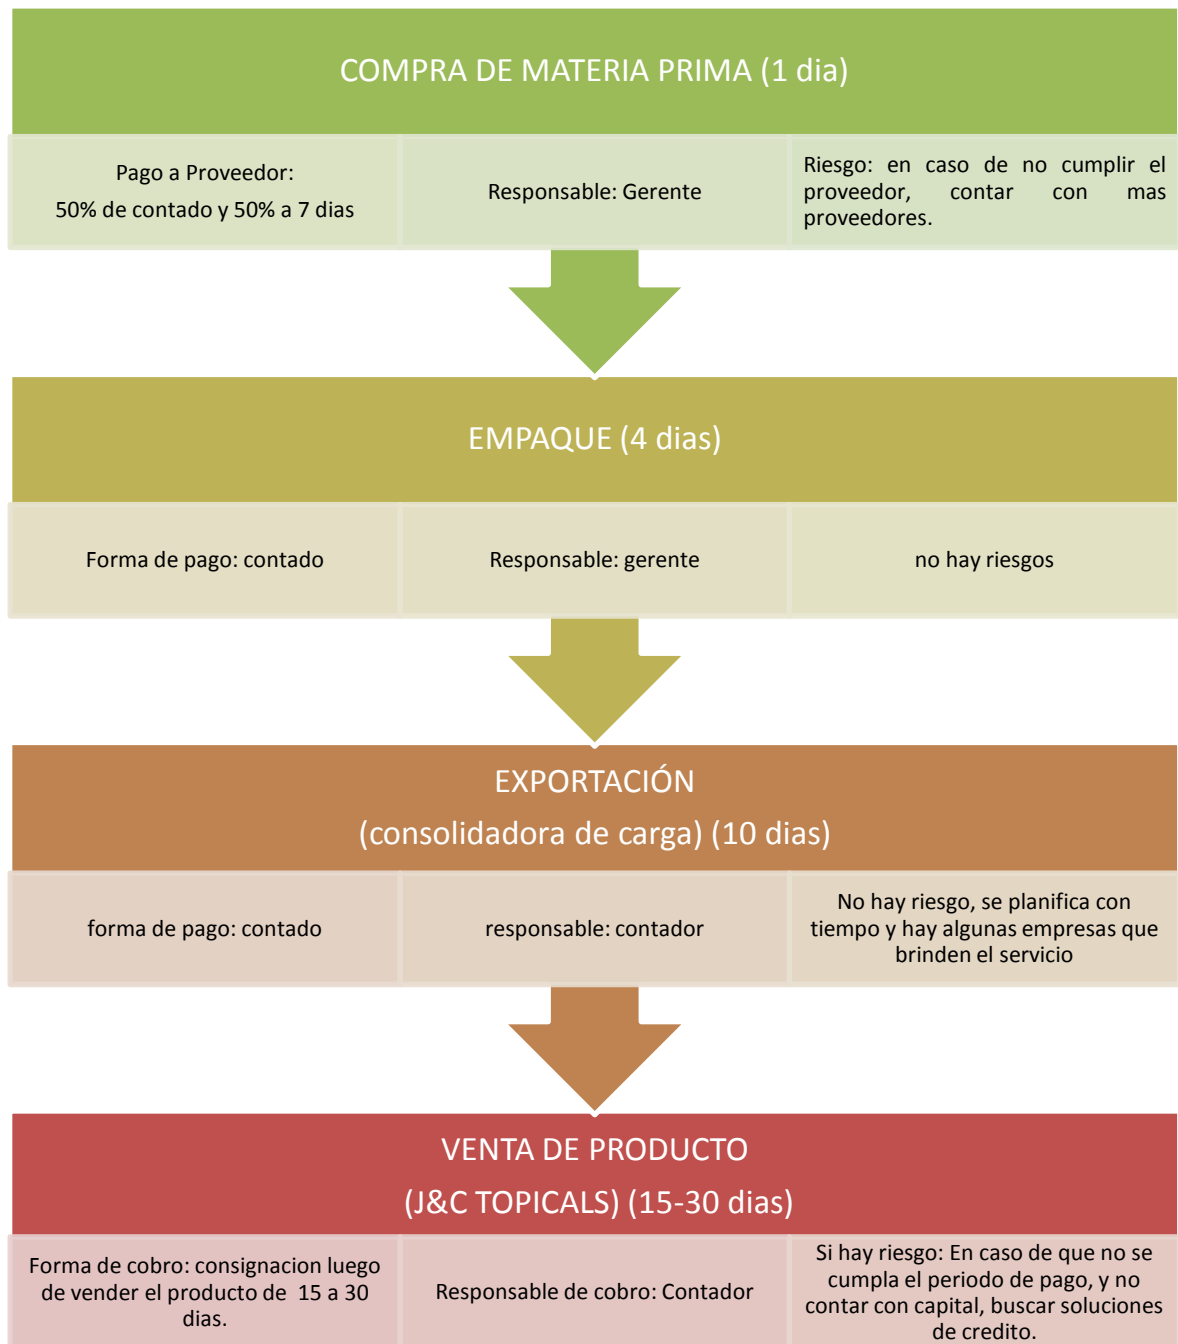 COMPRA DE MATERIA PRIMA (1 dia)
Pago a Proveedor:
50% de contado y 50% a 7 dias
Responsable: Gerente
Riesgo: en caso de no cumplir el
proveedor, contar con mas
proveedores.
EMPAQUE (4 dias)
Forma de pago: contado
Responsable: gerente
no hay riesgos
EXPORTACIÓN
(consolidadora de carga) (10 dias)
forma de pago: contado
responsable: contador
No hay riesgo, se planifica con
tiempo y hay algunas empresas que
brinden el servicio
VENTA DE PRODUCTO
(J&C TOPICALS) (15-30 dias)
Forma de cobro: consignacion luego
de vender el producto de 15 a 30
dias.
Responsable de cobro: Contador
Si hay riesgo: En caso de que no se
cumpla el periodo de pago, y no
contar con capital, buscar soluciones
de credito.